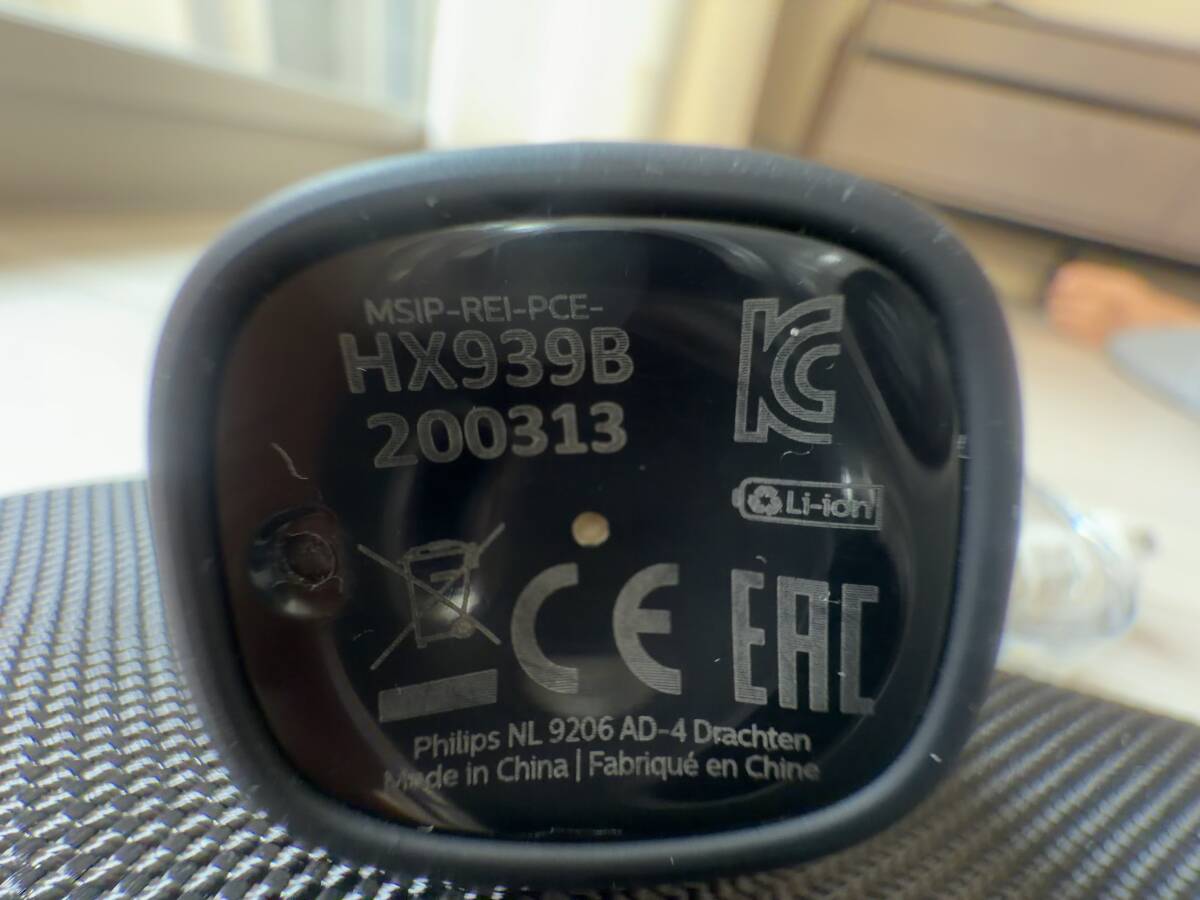 MSIP-REI-PCE-
HX939B
200313
KC
Li-ion
CE
EAC
Philips NL 9206 AD-4 Drachten
Made in China | Fabriqué en Chine